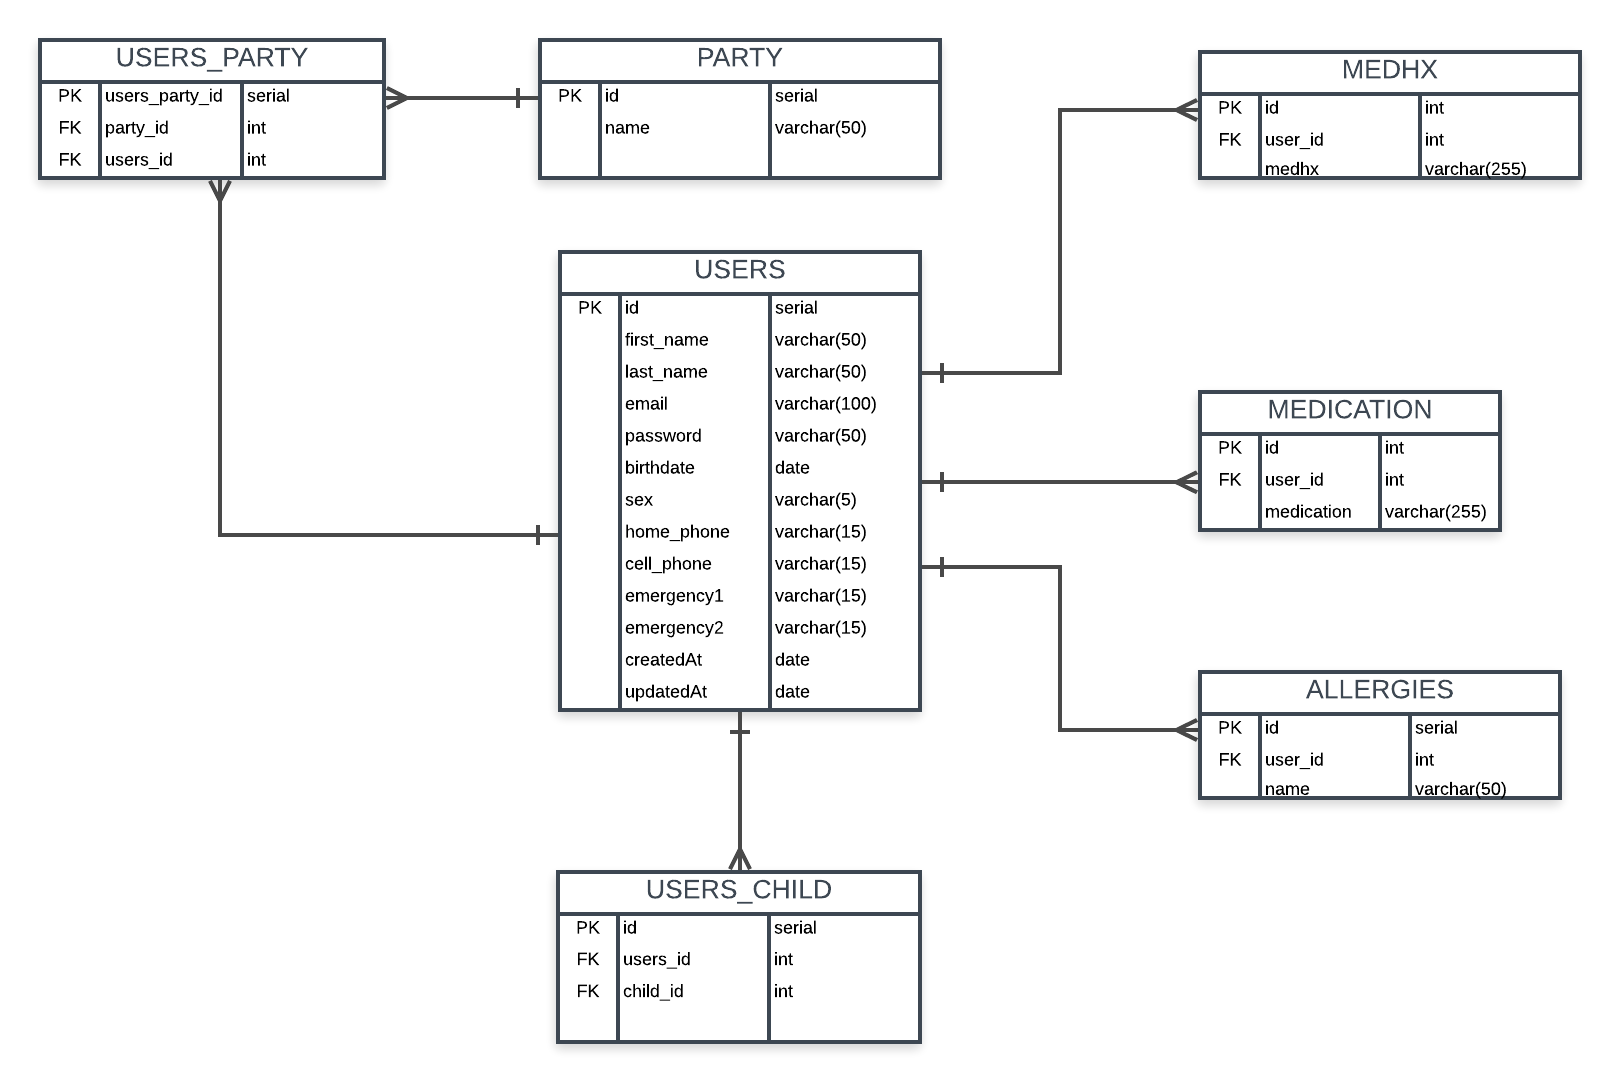 USERS_PARTY
PK users_party_id serial
FK party_id int
FK users_id int
PARTY
PK id serial
name varchar(50)
MEDHX
PK id int
FK user_id int
medhx varchar(255)
USERS
PK id serial
first_name varchar(50)
last_name varchar(50)
email varchar(100)
password varchar(50)
birthdate date
sex varchar(5)
home_phone varchar(15)
cell_phone varchar(15)
emergency1 varchar(15)
emergency2 varchar(15)
createdAt date
updatedAt date
MEDICATION
PK id int
FK user_id int
medication varchar(255)
ALLERGIES
PK id serial
FK user_id int
name varchar(50)
USERS_CHILD
PK id serial
FK users_id int
FK child_id int